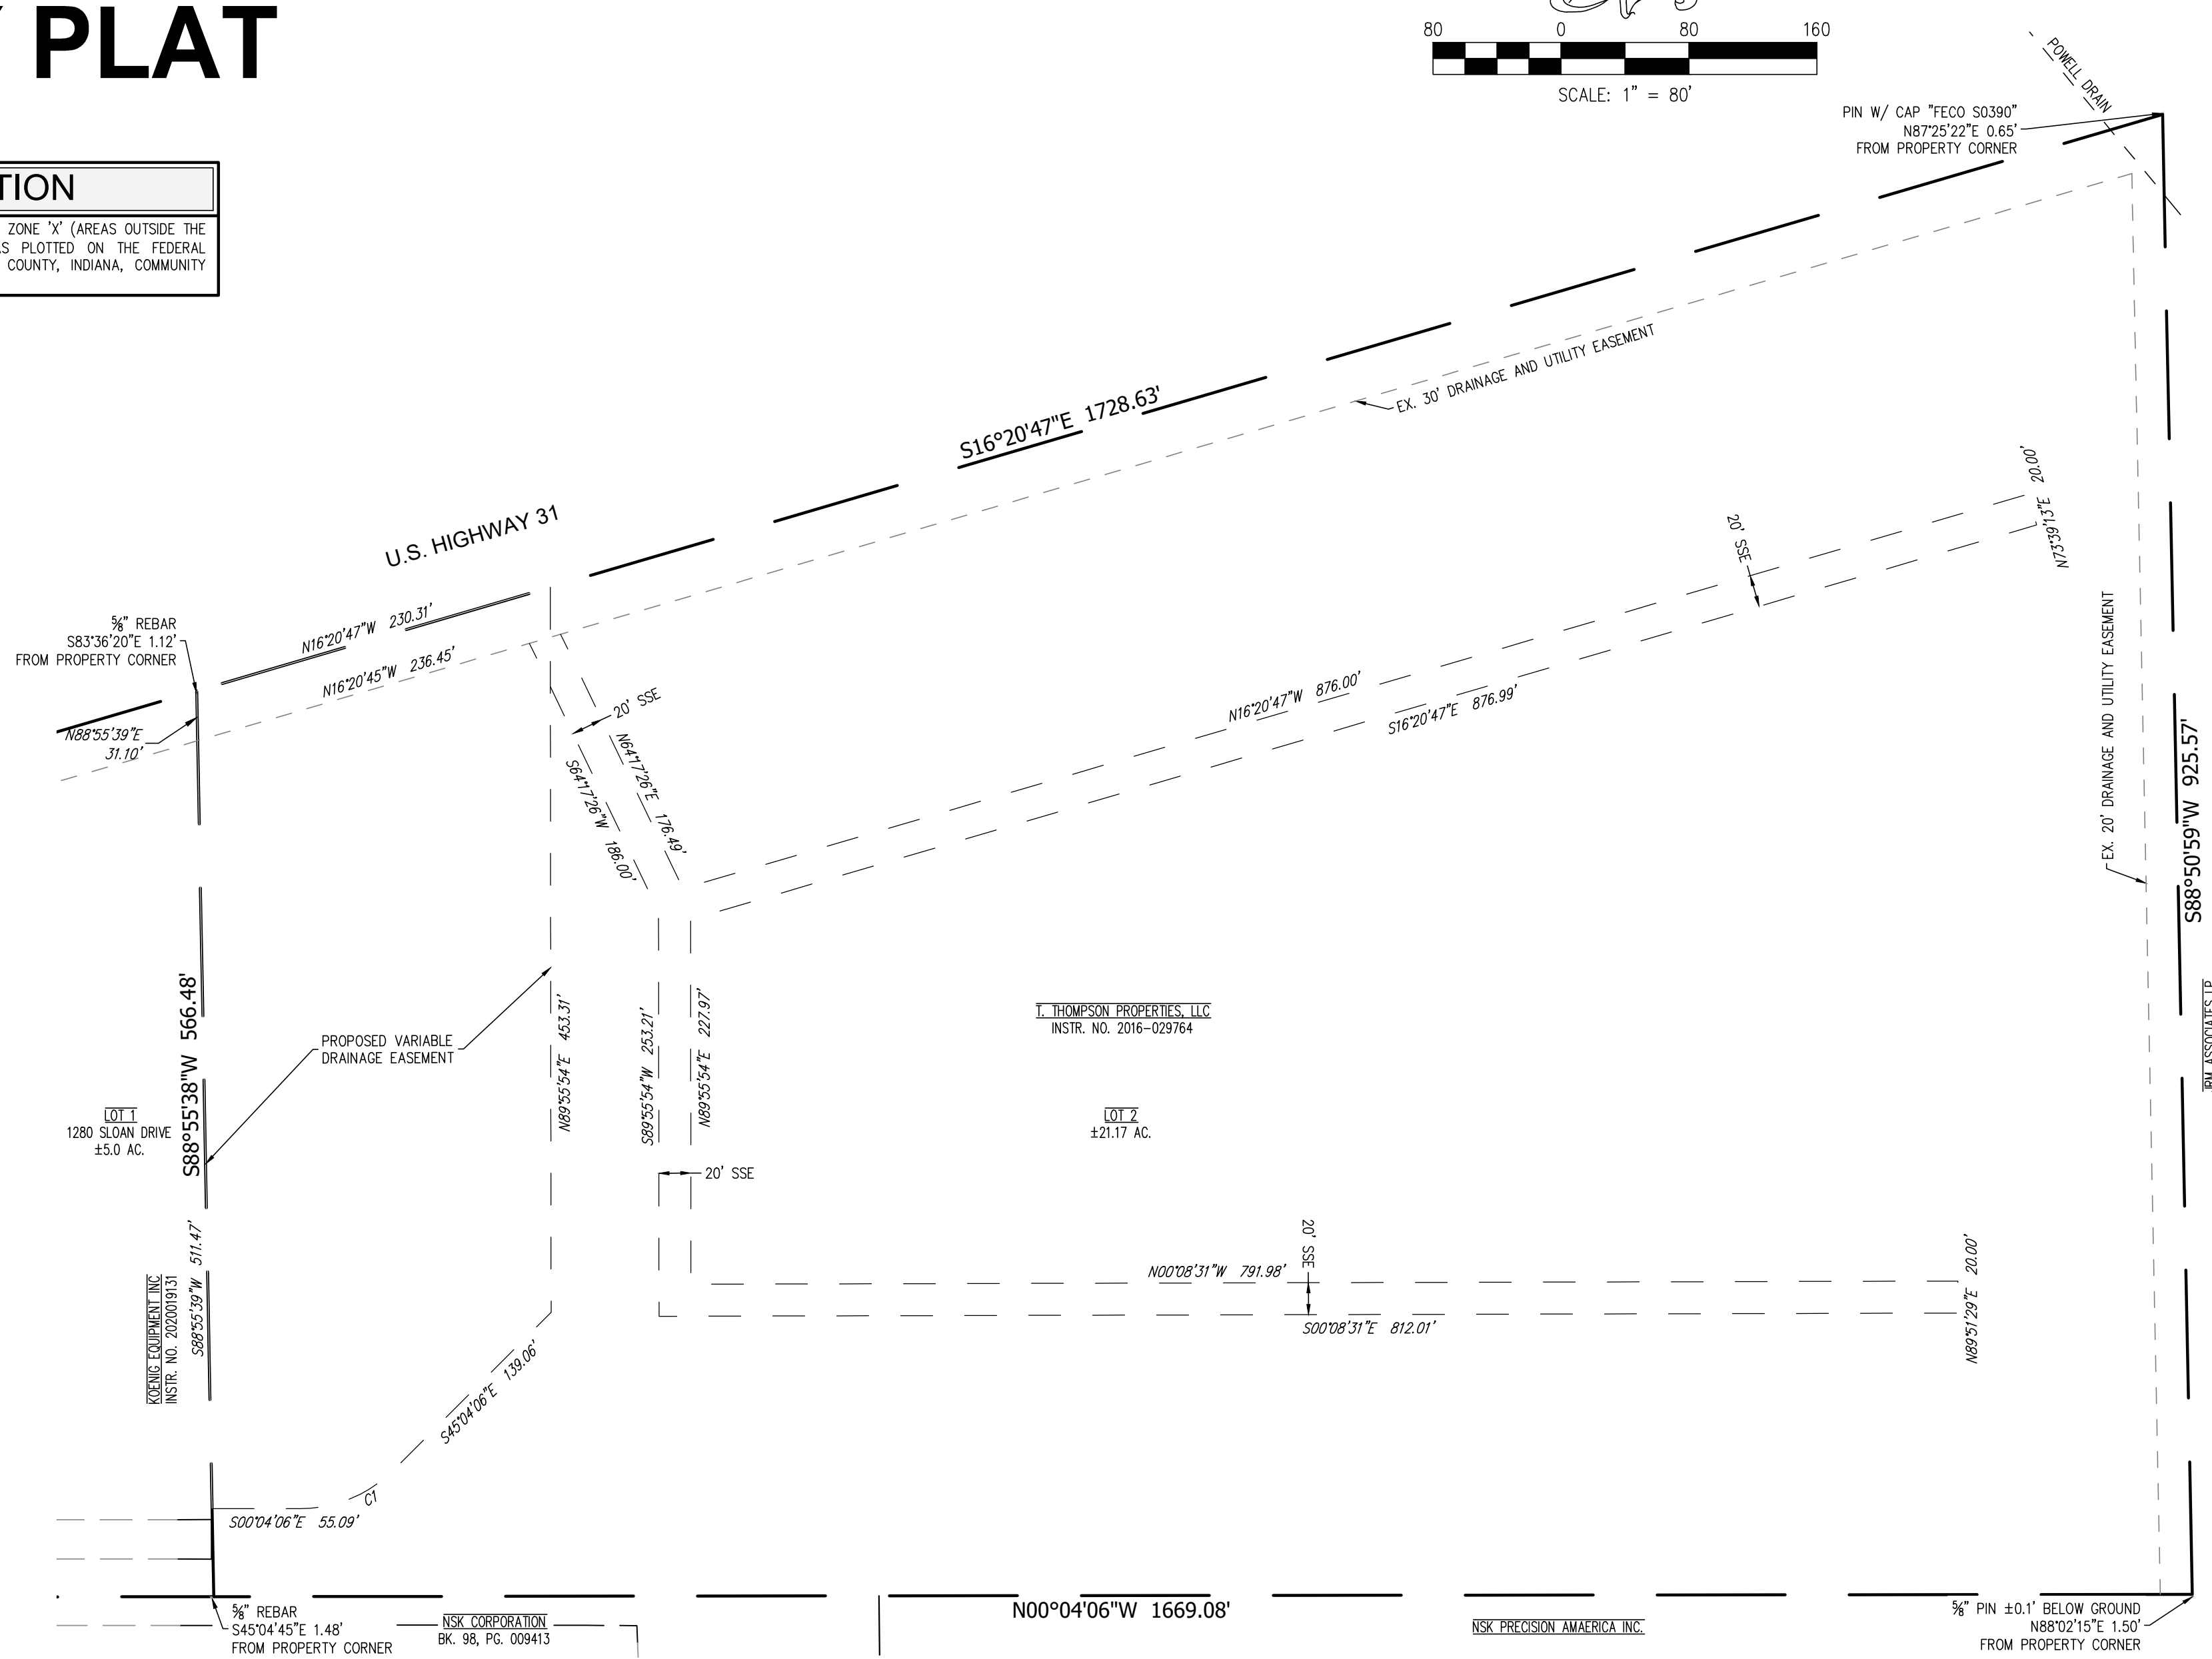 PLAT
80 0 80 160
SCALE: 1" = 80'
POWELL DRAIN
PIN W/ CAP "FECO S0390"
N87°25'22"E 0.65'
FROM PROPERTY CORNER
TION
ZONE 'X' (AREAS OUTSIDE THE
AS PLOTTED ON THE FEDERAL
COUNTY, INDIANA, COMMUNITY
EX. 30' DRAINAGE AND UTILITY EASEMENT
S16°20'47"E 1728.63'
U.S. HIGHWAY 31
N73°39'13"E 20.00'
20' SSE
⅝" REBAR
S83°36'20"E 1.12'
FROM PROPERTY CORNER
N16°20'47"W 230.31'
N16°20'45"W 236.45'
N88°55'39"E
31.10'
20' SSE
N64°17'26"E 176.49'
S64°17'26"W 186.00'
N16°20'47"W 876.00'
S16°20'47"E 876.99'
EX. 20' DRAINAGE AND UTILITY EASEMENT
S88°50'59"W 925.57'
S88°55'38"W 566.48'
PROPOSED VARIABLE
DRAINAGE EASEMENT
N89°55'54"E 453.31'
S89°55'54"W 253.21'
N89°55'54"E 227.97'
T. THOMPSON PROPERTIES, LLC
INSTR. NO. 2016-029764
JRM ASSOCIATES LP
LOT 1
1280 SLOAN DRIVE
±5.0 AC.
LOT 2
±21.17 AC.
20' SSE
S88°55'39"W 511.47'
KOENIG EQUIPMENT INC
INSTR. NO. 2020019131
20' SSE
N00°08'31"W 791.98'
S00°08'31"E 812.01'
N89°51'29"E 20.00'
S45°04'06"E 139.06'
C1
S00°04'06"E 55.09'
⅝" REBAR
S45°04'45"E 1.48'
FROM PROPERTY CORNER
NSK CORPORATION
BK. 98, PG. 009413
N00°04'06"W 1669.08'
NSK PRECISION AMAERICA INC.
⅝" PIN ±0.1' BELOW GROUND
N88°02'15"E 1.50'
FROM PROPERTY CORNER